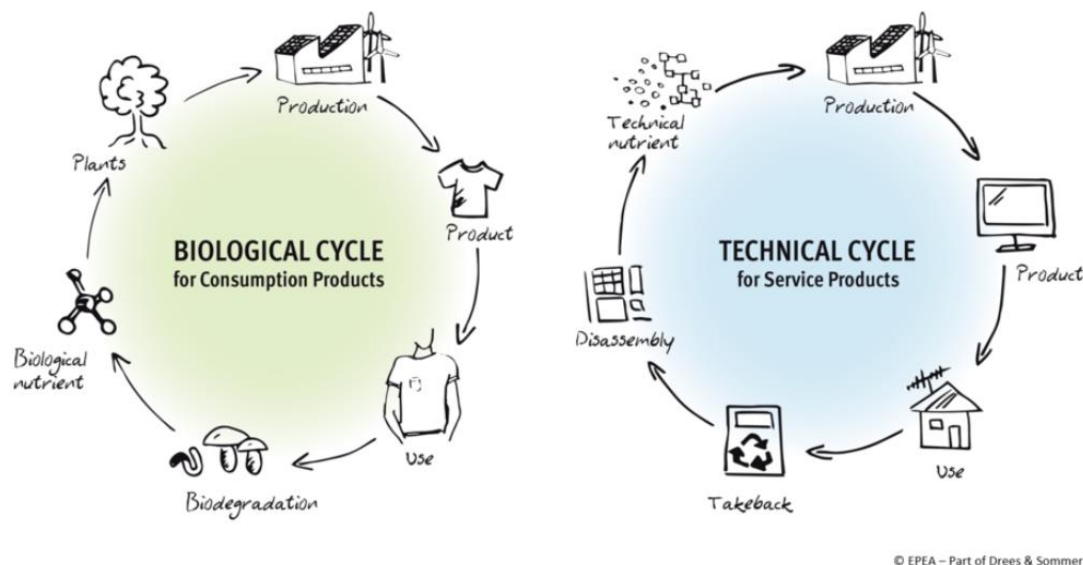 Production
Plants
Product
BIOLOGICAL CYCLE
for Consumption Products
Biological
nutrient
Use
Biodegradation
Production
Technical
nutrient
TECHNICAL CYCLE
for Service Products
Product
Disassembly
Use
Takeback
© EPEA – Part of Drees & Sommer